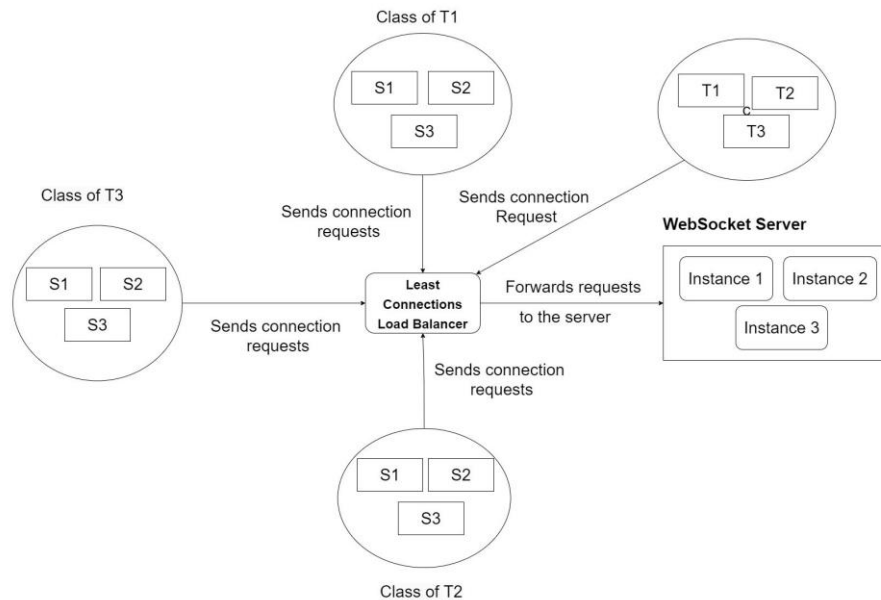 Class of T1
S1
S2
S3
T1
T2
C
T3
Class of T3
S1
S2
S3
Sends connection
requests
Sends connection
Request
WebSocket Server
Instance 1
Instance 2
Instance 3
Least
Connections
Load Balancer
Forwards requests
to the server
Sends connection
requests
Sends connection
requests
S1
S2
S3
Class of T2